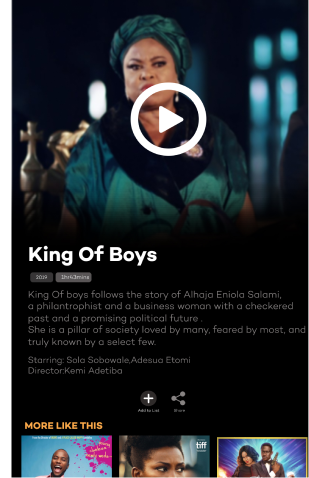 King Of Boys
2019 1hr43mins
King Of boys follows the story of Alhaja Eniola Salami,
a philanthrophist and a business woman with a checkered
past and a promising political future .
She is a pillar of society loved by many, feared by most, and
truly known by a select few.
Starring: Sola Sobowale,Adesua Etomi
Director:Kemi Adetiba
Add to List Share
MORE LIKE THIS
tiff